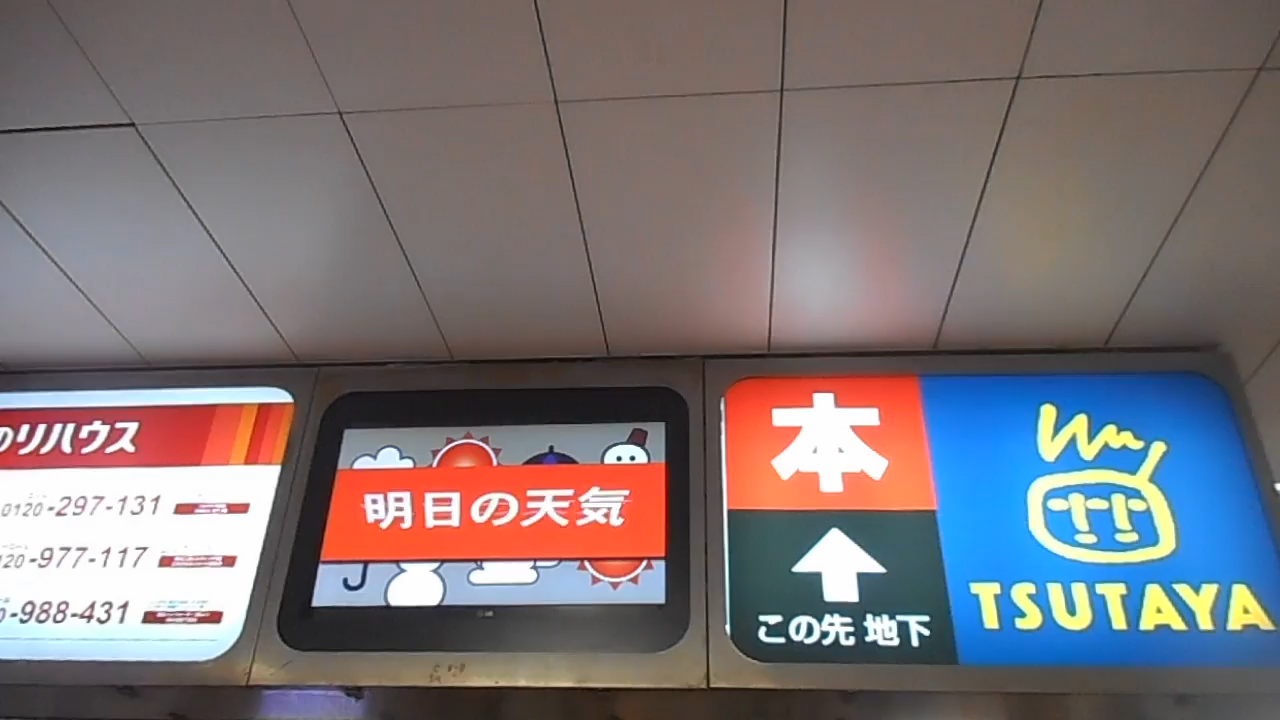 のリハウス
0120-297-131
120-977-117
0-988-431
明日の天気
本
この先 地下
TSUTAYA